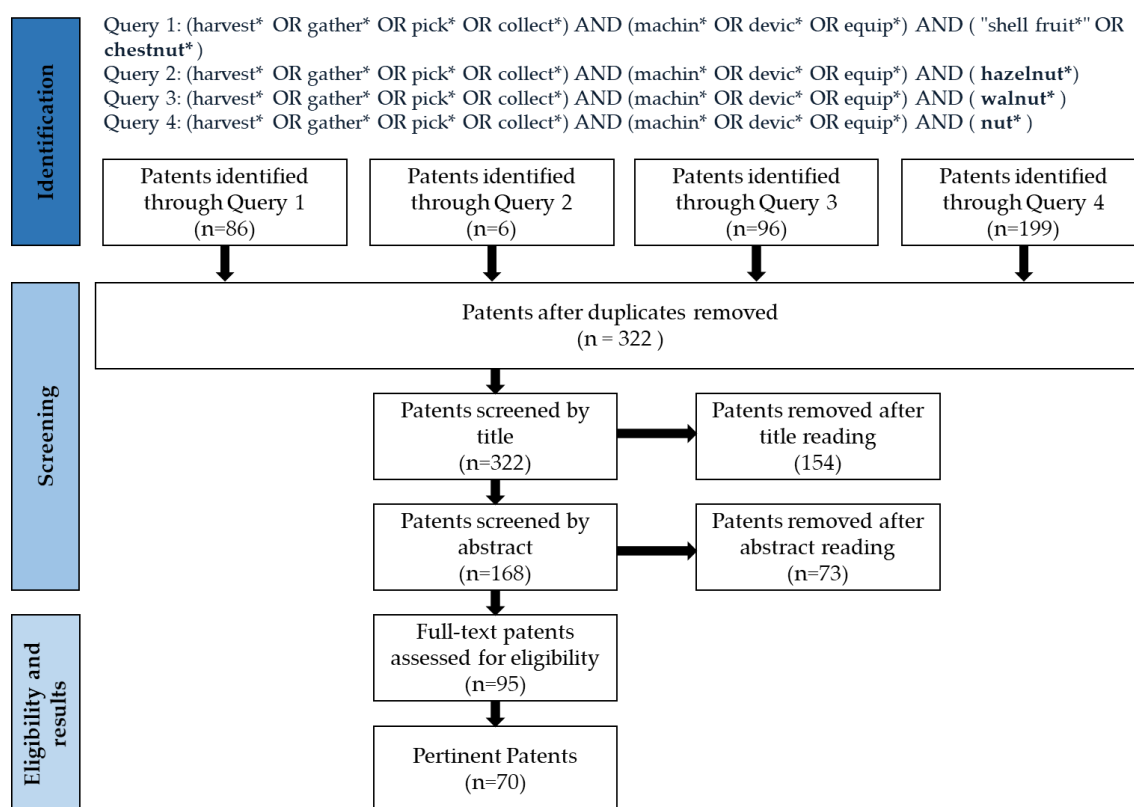 Identification
Query 1: (harvest* OR gather* OR pick* OR collect*) AND (machin* OR devic* OR equip*) AND ( "shell fruit*" OR
chestnut* )
Query 2: (harvest* OR gather* OR pick* OR collect*) AND (machin* OR devic* OR equip*) AND ( hazelnut*)
Query 3: (harvest* OR gather* OR pick* OR collect*) AND (machin* OR devic* OR equip*) AND ( walnut* )
Query 4: (harvest* OR gather* OR pick* OR collect*) AND (machin* OR devic* OR equip*) AND ( nut* )
Patents identified
through Query 1
(n=86)
Patents identified
through Query 2
(n=6)
Patents identified
through Query 3
(n=96)
Patents identified
through Query 4
(n=199)
Screening
Patents after duplicates removed
(n = 322 )
Patents screened by
title
(n=322)
Patents removed after
title reading
(154)
Patents screened by
abstract
(n=168)
Patents removed after
abstract reading
(n=73)
Eligibility and
results
Full-text patents
assessed for eligibility
(n=95)
Pertinent Patents
(n=70)